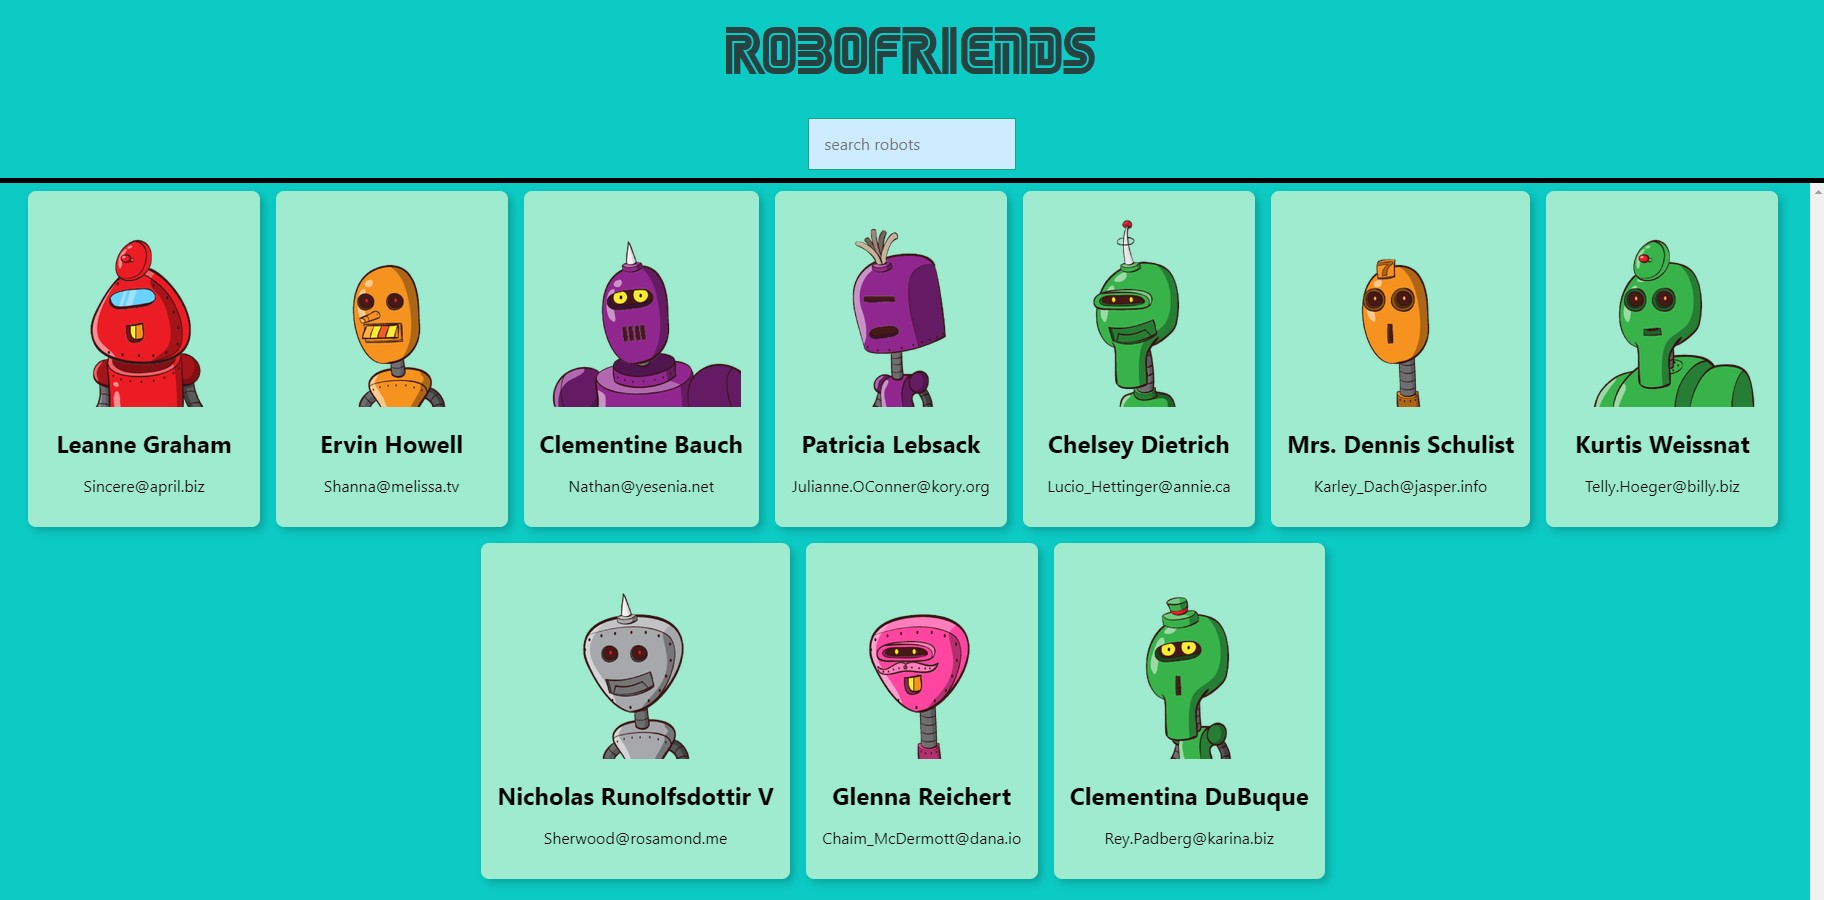 ROBOFRIENDS
search robots
7
Leanne Graham
Sincere@april.biz
Ervin Howell
Shanna@melissa.tv
Clementine Bauch
Nathan@yesenia.net
Patricia Lebsack
Julianne.OConner@kory.org
Chelsey Dietrich
Lucio_Hettinger@annie.ca
Mrs. Dennis Schulist
Karley_Dach@jasper.info
Kurtis Weissnat
Telly.Hoeger@billy.biz
Nicholas Runolfsdottir V
Sherwood@rosamond.me
Glenna Reichert
Chaim_McDermott@dana.io
Clementina DuBuque
Rey.Padberg@karina.biz